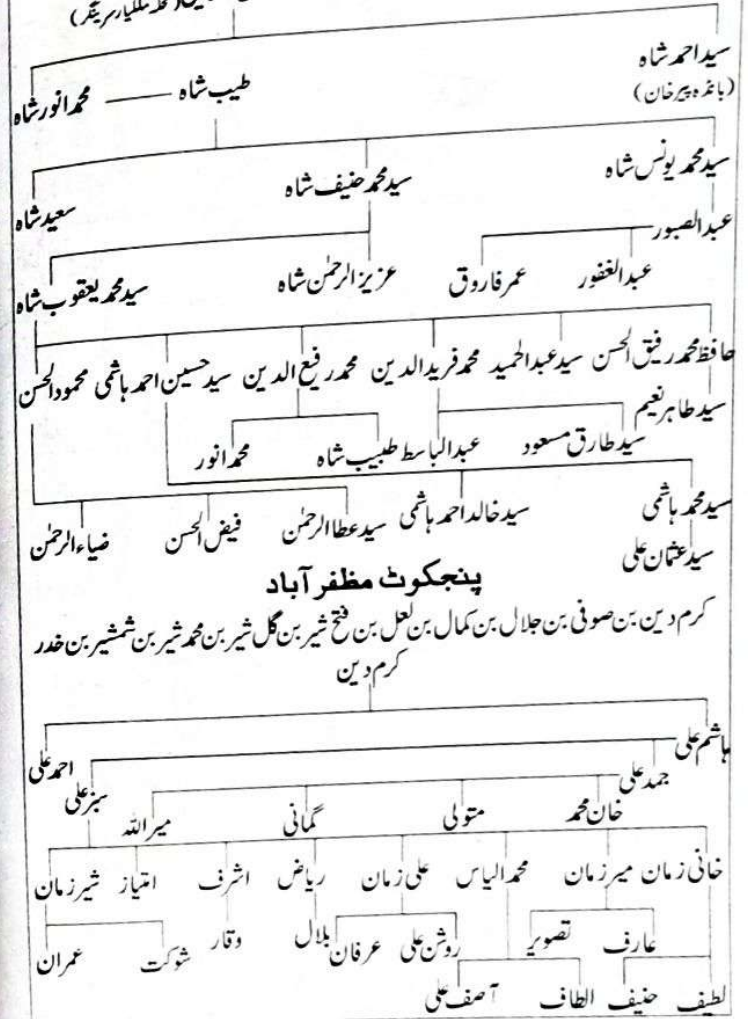 سید احمد شاہ
(بانڈہ پیرخان)
طیب شاہ
محمد انور شاہ
سید محمد یونس شاہ
سید محمد حنیف شاہ
سعید شاہ
عبدالصبور
عبدالغفور
عمر فاروق
عزیز الرحمٰن شاہ
سید محمد یعقوب شاہ
حافظ محمد رفیق الحسن سید عبدالحمید محمد فرید الدین محمد رفیع الدین سید حسین احمد ہاشمی محمود الحسن
سید طاہر نعیم
سید طارق مسعود عبدالباسط طبیب شاہ محمد انور
سید محمد ہاشمی سید خالد احمد ہاشمی سید عطا الرحمٰن فیض الحسن ضیاء الرحمٰن
سید عثمان علی
پنجکوٹ مظفر آباد
کرم دین بن صوفی بن جلال بن کمال بن لعل بن فتح شیر بن گل شیر بن محمد شیر بن شمشیر بن خدر
کرم دین
ہاشم علی
احمد علی
جمد علی
سبز علی
خان محمد متولی گمانی میر اللہ
خانی زمان میر زمان محمد الیاس علی زمان ریاض اشرف امتیاز شیر زمان
عارف تصویر روشن علی عرفان بلال وقار شوکت عمران
لطیف حنیف الطاف آصف علی